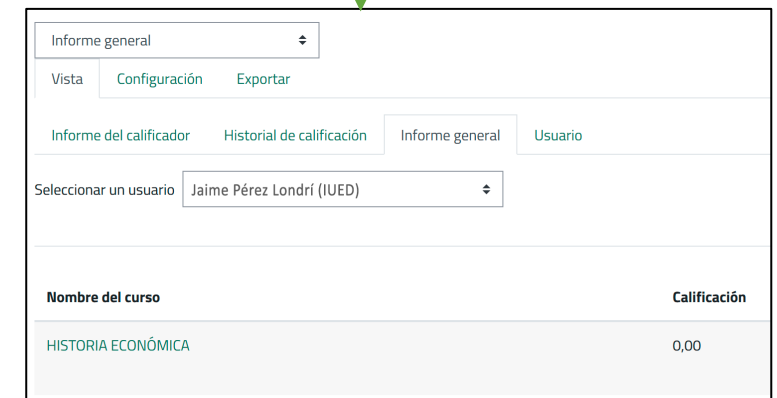 Informe general
Vista Configuración Exportar
Informe del calificador Historial de calificación Informe general Usuario
Seleccionar un usuario Jaime Pérez Londrí (IUED)
Nombre del curso Calificación
HISTORIA ECONÓMICA 0,00